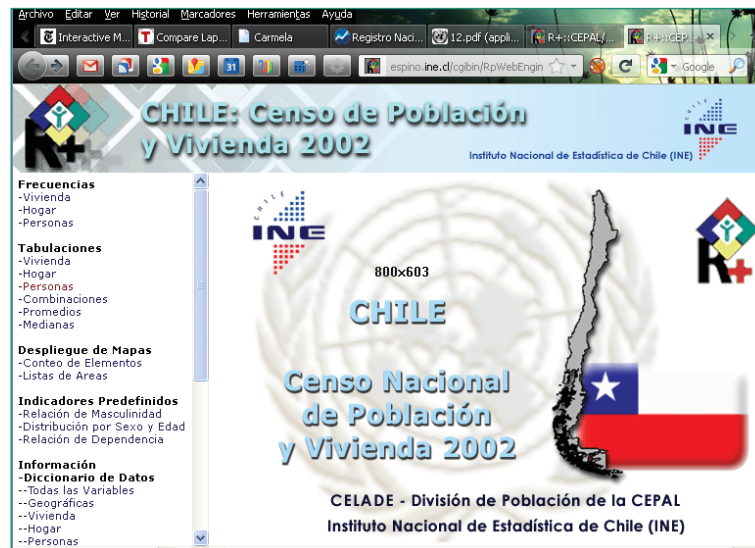 Archivo Editar Ver Historial Marcadores Herramientas Ayuda
Interactive M... Compare Lap... Carmela Registro Naci... 12.pdf (appli... R+::CEPAL/... R+::CEP...
espino.ine.cl/cgibin/RpWebEngin Google
R+
CHILE: Censo de Población
y Vivienda 2002
Instituto Nacional de Estadística de Chile (INE)
CHILE
INE
Frecuencias
-Vivienda
-Hogar
-Personas
Tabulaciones
-Vivienda
-Hogar
-Personas
-Combinaciones
-Promedios
-Medianas
Despliegue de Mapas
-Conteo de Elementos
-Listas de Areas
Indicadores Predefinidos
-Relación de Masculinidad
-Distribución por Sexo y Edad
-Relación de Dependencia
Información
-Diccionario de Datos
--Todas las Variables
--Geográficas
--Vivienda
--Hogar
--Personas
CHILE
INE
R+
800x603
CHILE
Censo Nacional
de Población
y Vivienda 2002
CELADE - División de Población de la CEPAL
Instituto Nacional de Estadística de Chile (INE)